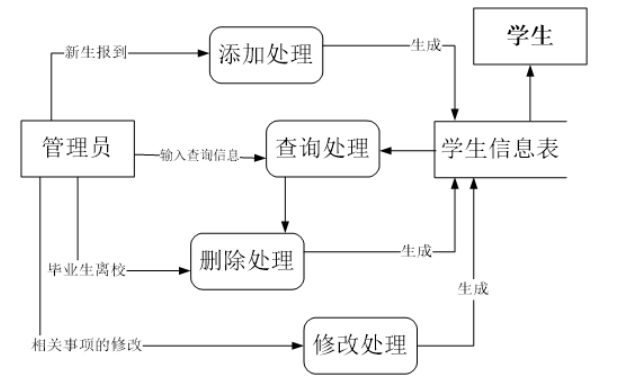 学生
新生报到
添加处理
生成
管理员
输入查询信息
查询处理
学生信息表
毕业生离校
删除处理
生成
生成
相关事项的修改
修改处理